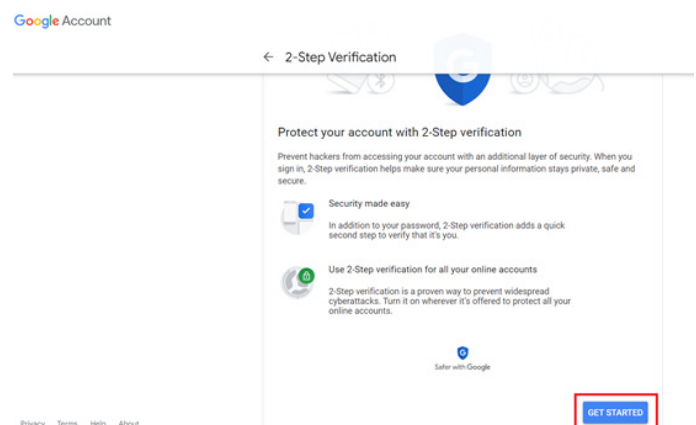 Google Account
← 2-Step Verification
Protect your account with 2-Step verification
Prevent hackers from accessing your account with an additional layer of security. When you
sign in, 2-Step verification helps make sure your personal information stays private, safe and
secure.
Security made easy
In addition to your password, 2-Step verification adds a quick
second step to verify that it's you.
Use 2-Step verification for all your online accounts
2-Step verification is a proven way to prevent widespread
cyberattacks. Turn it on wherever it's offered to protect all your
online accounts.
Safer with Google
GET STARTED
Privacy Terms Help About